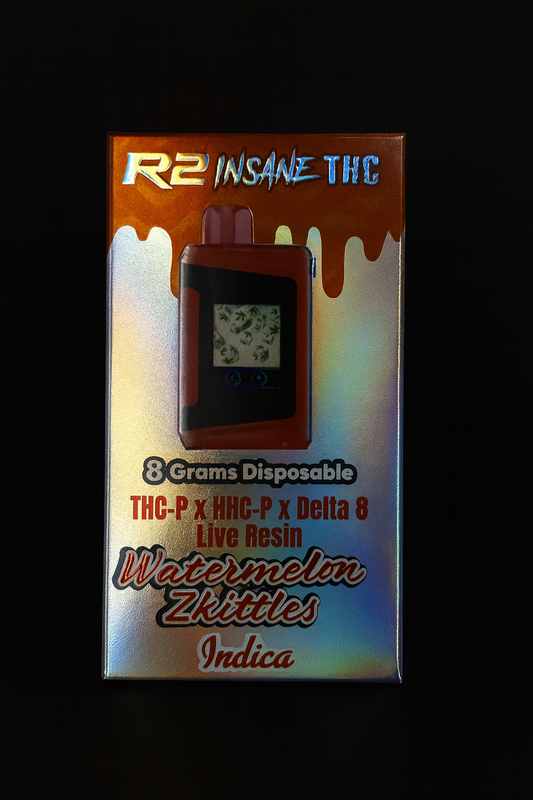 R2 INSANE THC
8 Grams Disposable
THC-P x HHC-P x Delta 8
Live Resin
Watermelon
Zkittles
Indica